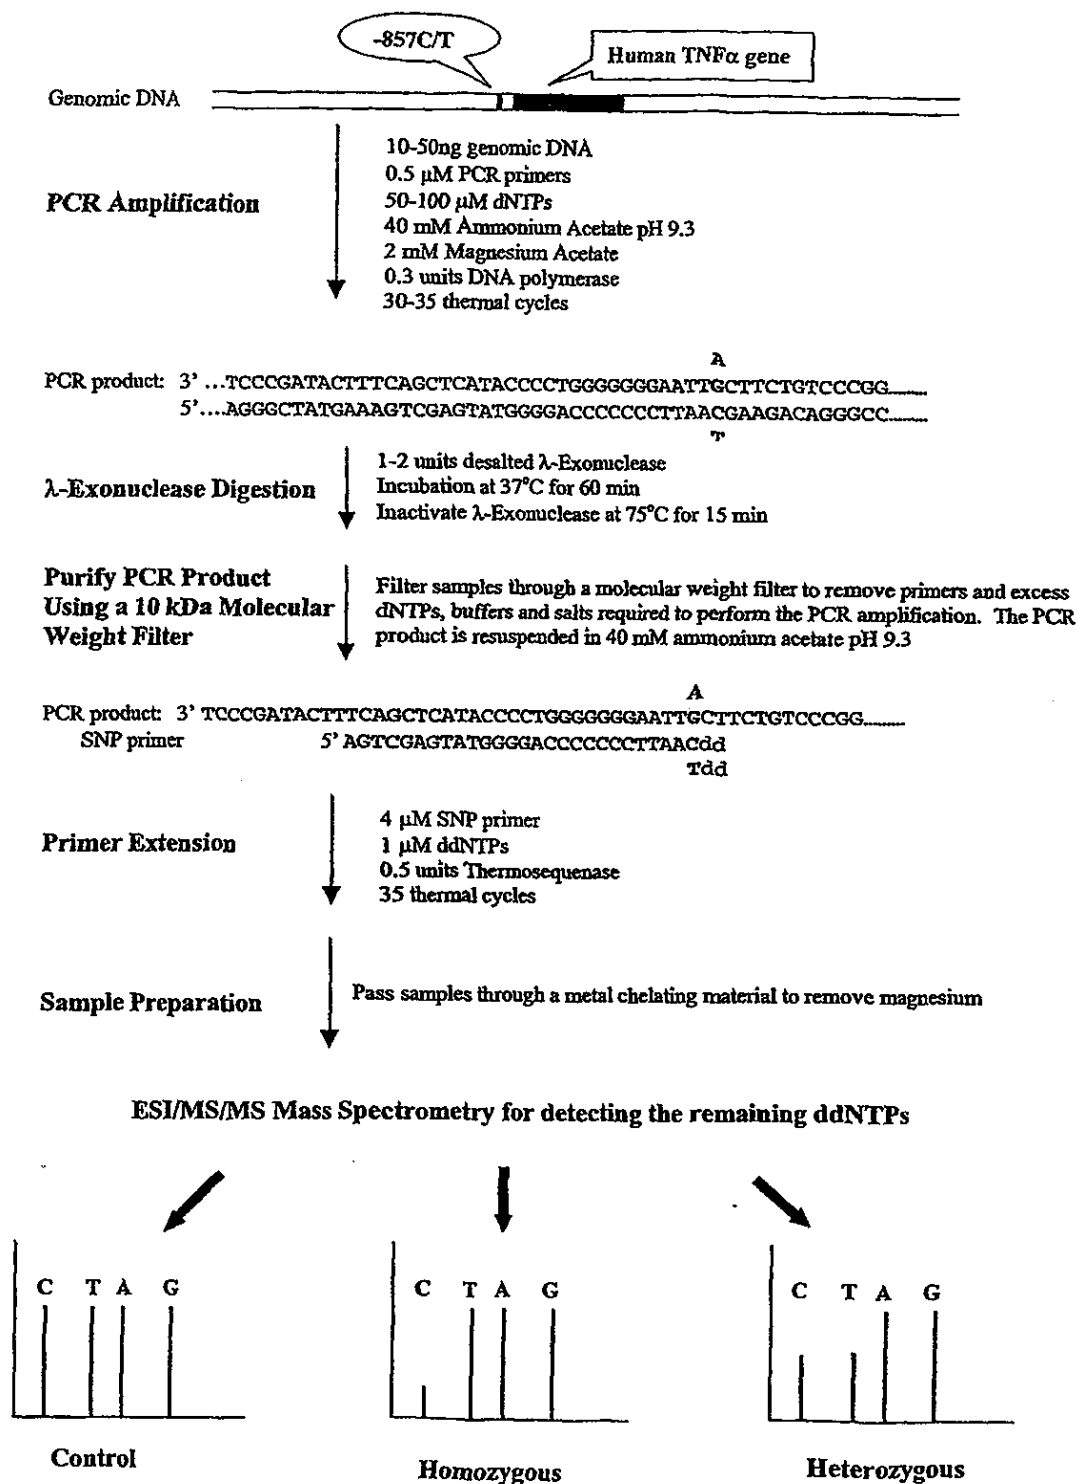 -857C/T
Human TNFα gene
Genomic DNA
PCR Amplification
10-50ng genomic DNA
0.5 µM PCR primers
50-100 µM dNTPs
40 mM Ammonium Acetate pH 9.3
2 mM Magnesium Acetate
0.3 units DNA polymerase
30-35 thermal cycles
A
PCR product: 3' ...TCCCGATACTTTCAGCTCATACCCCTGGGGGGGAATTGCTTCTGTCCCGG.........
5'....AGGGCTATGAAAGTCGAGTATGGGGACCCCCCCTTAACGAAGACAGGGCC.........
T
λ-Exonuclease Digestion
1-2 units desalted λ-Exonuclease
Incubation at 37°C for 60 min
Inactivate λ-Exonuclease at 75°C for 15 min
Purify PCR Product
Using a 10 kDa Molecular
Weight Filter
Filter samples through a molecular weight filter to remove primers and excess
dNTPs, buffers and salts required to perform the PCR amplification. The PCR
product is resuspended in 40 mM ammonium acetate pH 9.3
A
PCR product: 3' TCCCGATACTTTCAGCTCATACCCCTGGGGGGGAATTGCTTCTGTCCCGG.........
SNP primer 5' AGTCGAGTATGGGGACCCCCCCTTAACdd
Tdd
Primer Extension
4 µM SNP primer
1 µM ddNTPs
0.5 units Thermosequenase
35 thermal cycles
Sample Preparation
Pass samples through a metal chelating material to remove magnesium
ESI/MS/MS Mass Spectrometry for detecting the remaining ddNTPs
C T A G
Control
C T A G
Homozygous
C T A G
Heterozygous